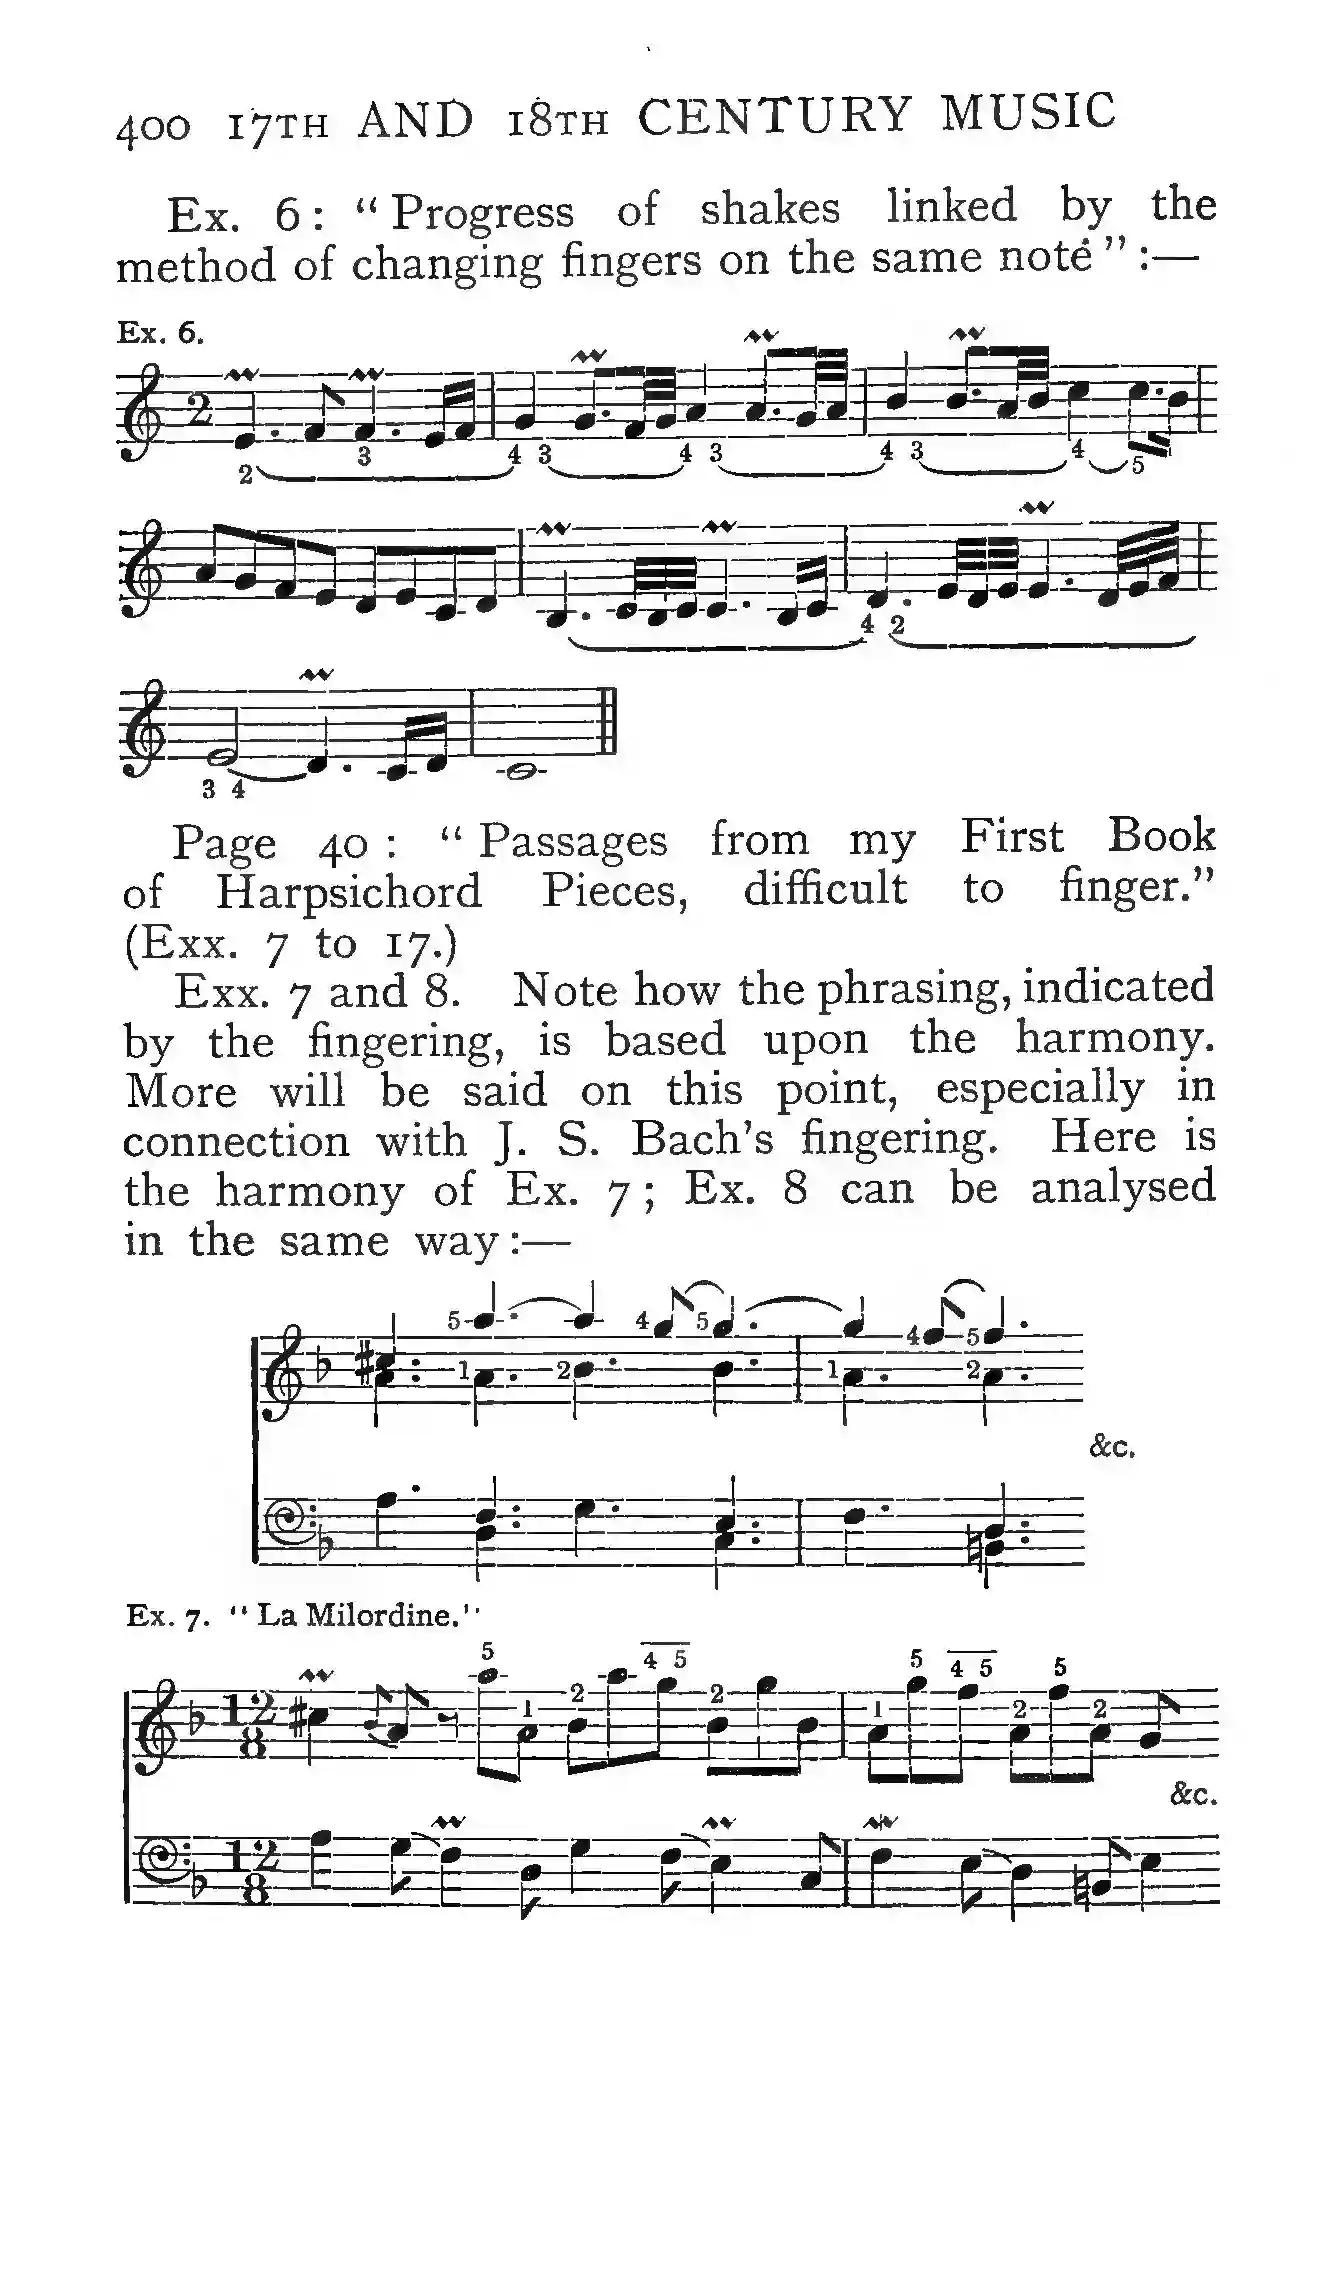 400 17TH AND 18TH CENTURY MUSIC
Ex. 6: "Progress of shakes linked by the
method of changing fingers on the same note":—
Ex. 6.
2
2 3 4 3 4 3 4 3 4 5
4 2
3 4
Page 40: "Passages from my First Book
of Harpsichord Pieces, difficult to finger."
(Exx. 7 to 17.)
Exx. 7 and 8. Note how the phrasing, indicated
by the fingering, is based upon the harmony.
More will be said on this point, especially in
connection with J. S. Bach's fingering. Here is
the harmony of Ex. 7; Ex. 8 can be analysed
in the same way:—
5 4 5 4 5
1 2 1 2
&c.
Ex. 7. "La Milordine."
5 4 5 5 4 5 5
12 1 2 2 1 2 2
8
&c.
12
8